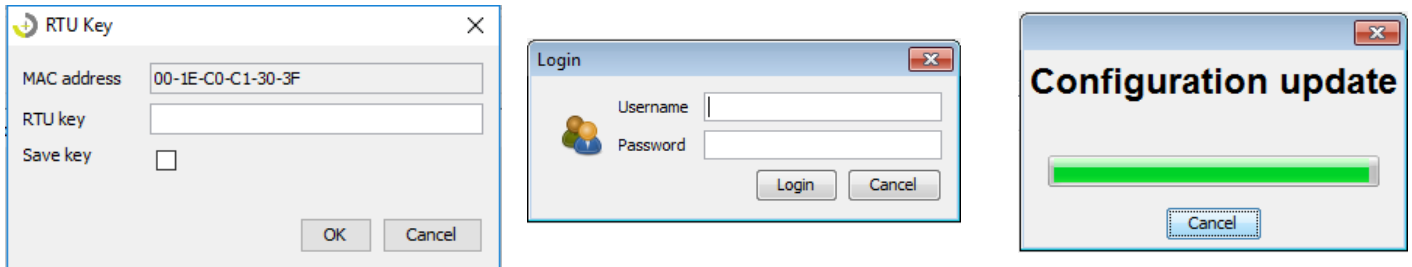 RTU Key
MAC address 00-1E-C0-C1-30-3F
RTU key
Save key
OK Cancel
Login
Username
Password
Login Cancel
Configuration update
Cancel